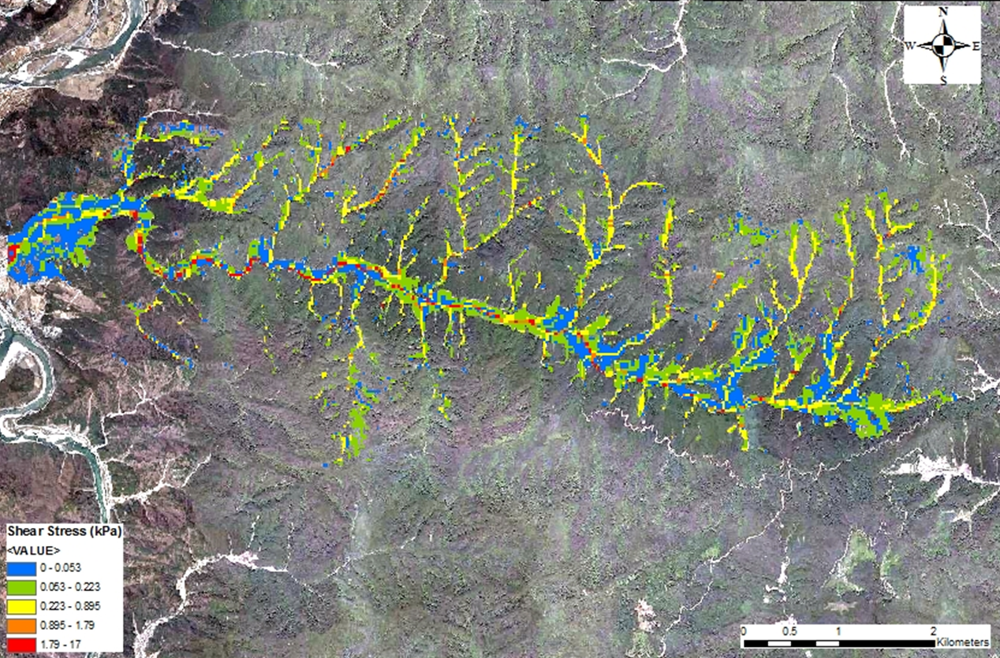 N
W E
S
Shear Stress (kPa)
<VALUE>
0 - 0.053
0.053 - 0.223
0.223 - 0.895
0.895 - 1.79
1.79 - 17
0 0.5 1 2
Kilometers